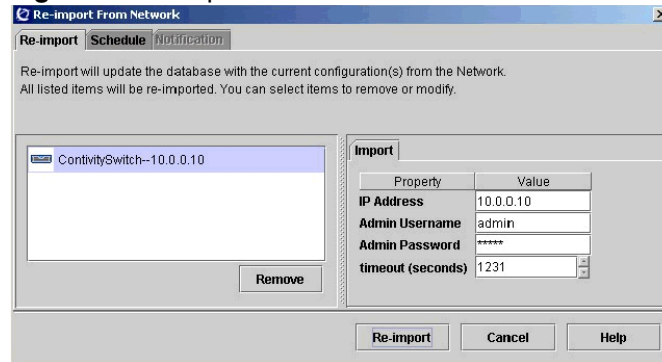 Re-import From Network
Re-import Schedule Notification
Re-import will update the database with the current configuration(s) from the Network.
All listed items will be re-imported. You can select items to remove or modify.
ContivitySwitch--10.0.0.10
Remove
Import
Property Value
IP Address 10.0.0.10
Admin Username admin
Admin Password *****
timeout (seconds) 1231
Re-import Cancel Help